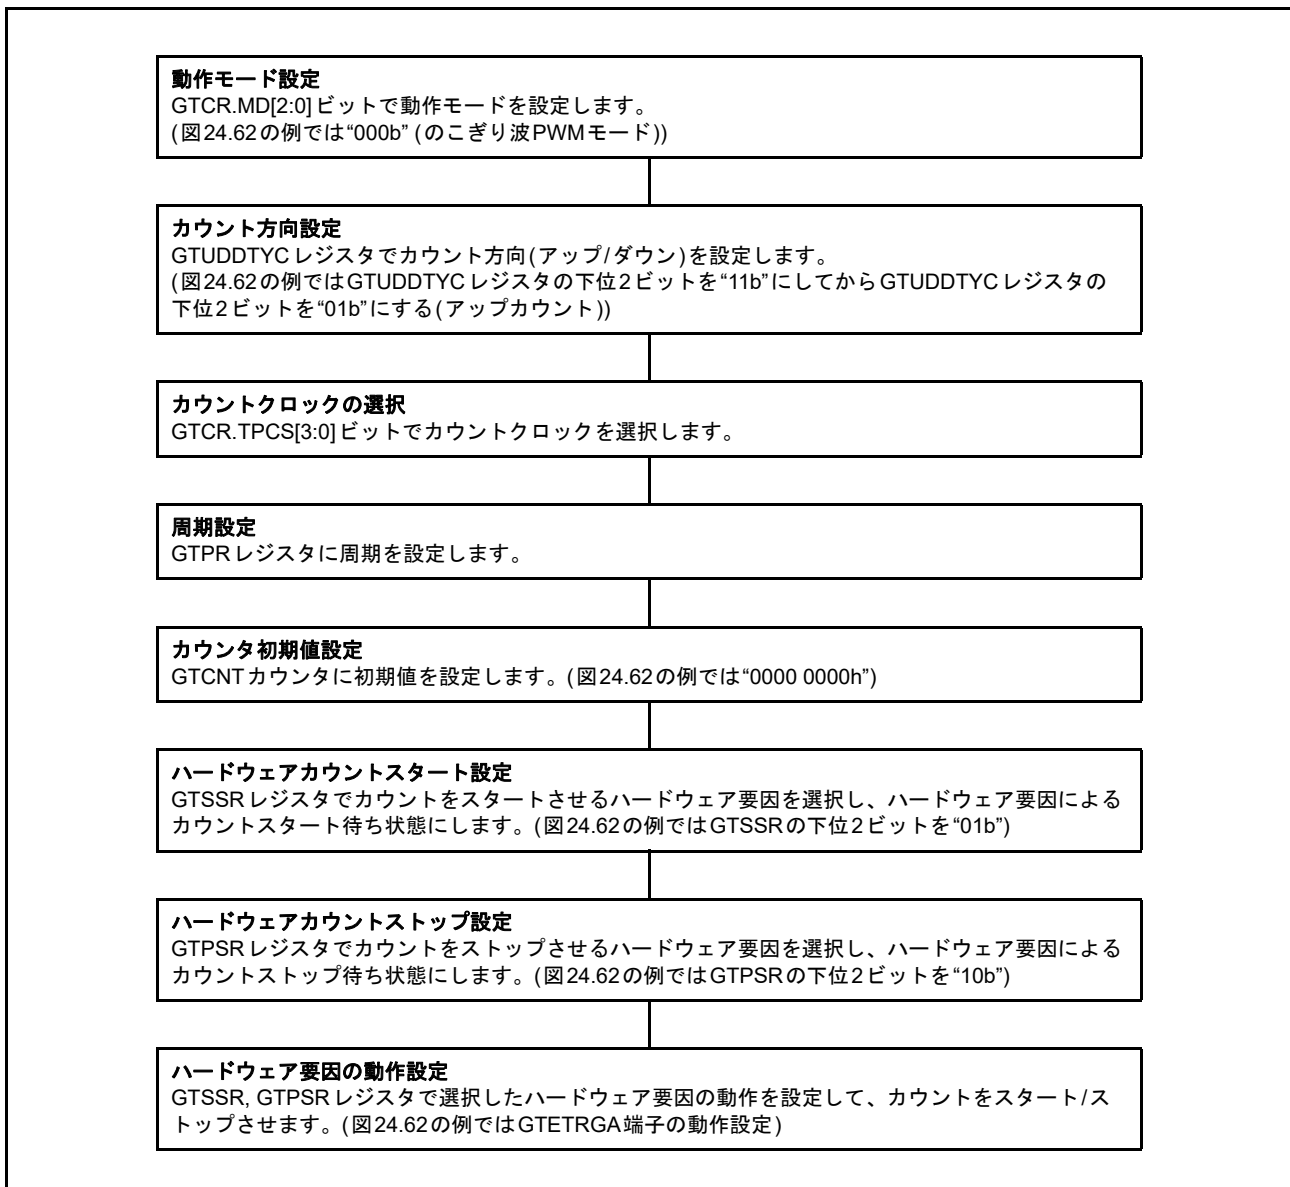 動作モード設定
GTCR.MD[2:0]ビットで動作モードを設定します。
(図24.62の例では“000b” (のこぎり波PWMモード))
カウント方向設定
GTUDDTYCレジスタでカウント方向(アップ/ダウン)を設定します。
(図24.62の例ではGTUDDTYCレジスタの下位2ビットを“11b”にしてからGTUDDTYCレジスタの
下位2ビットを“01b”にする(アップカウント))
カウントクロックの選択
GTCR.TPCS[3:0]ビットでカウントクロックを選択します。
周期設定
GTPRレジスタに周期を設定します。
カウンタ初期値設定
GTCNTカウンタに初期値を設定します。(図24.62の例では“0000 0000h”)
ハードウェアカウントスタート設定
GTSSRレジスタでカウントをスタートさせるハードウェア要因を選択し、ハードウェア要因による
カウントスタート待ち状態にします。(図24.62の例ではGTSSRの下位2ビットを“01b”)
ハードウェアカウントストップ設定
GTPSRレジスタでカウントをストップさせるハードウェア要因を選択し、ハードウェア要因による
カウントストップ待ち状態にします。(図24.62の例ではGTPSRの下位2ビットを“10b”)
ハードウェア要因の動作設定
GTSSR, GTPSRレジスタで選択したハードウェア要因の動作を設定して、カウントをスタート/ス
トップさせます。(図24.62の例ではGTETRGA端子の動作設定)